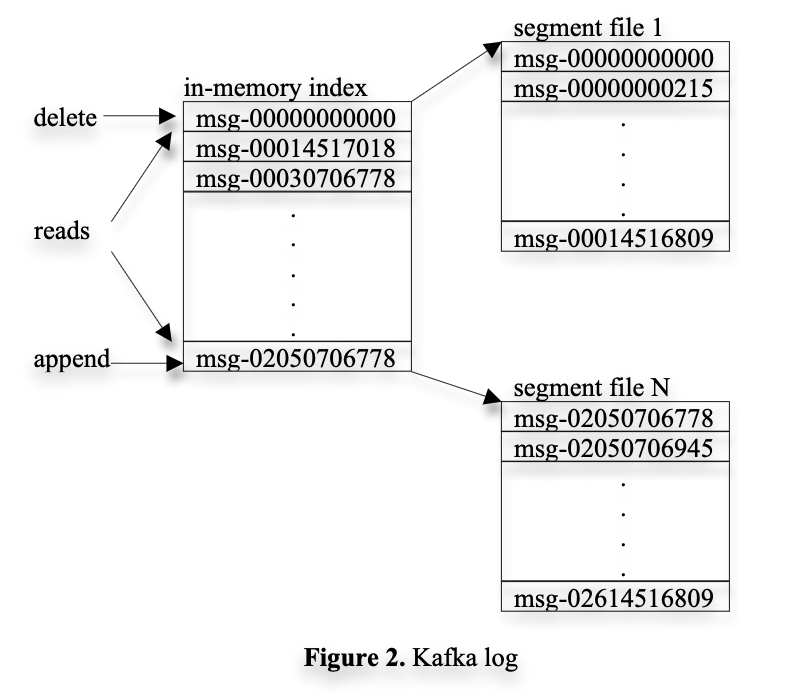 segment file 1
msg-00000000000
msg-00000000215
.
.
.
.
msg-00014516809
in-memory index
delete
msg-00000000000
msg-00014517018
msg-00030706778
reads
.
.
.
.
.
append
msg-02050706778
segment file N
msg-02050706778
msg-02050706945
.
.
.
.
msg-02614516809
Figure 2. Kafka log